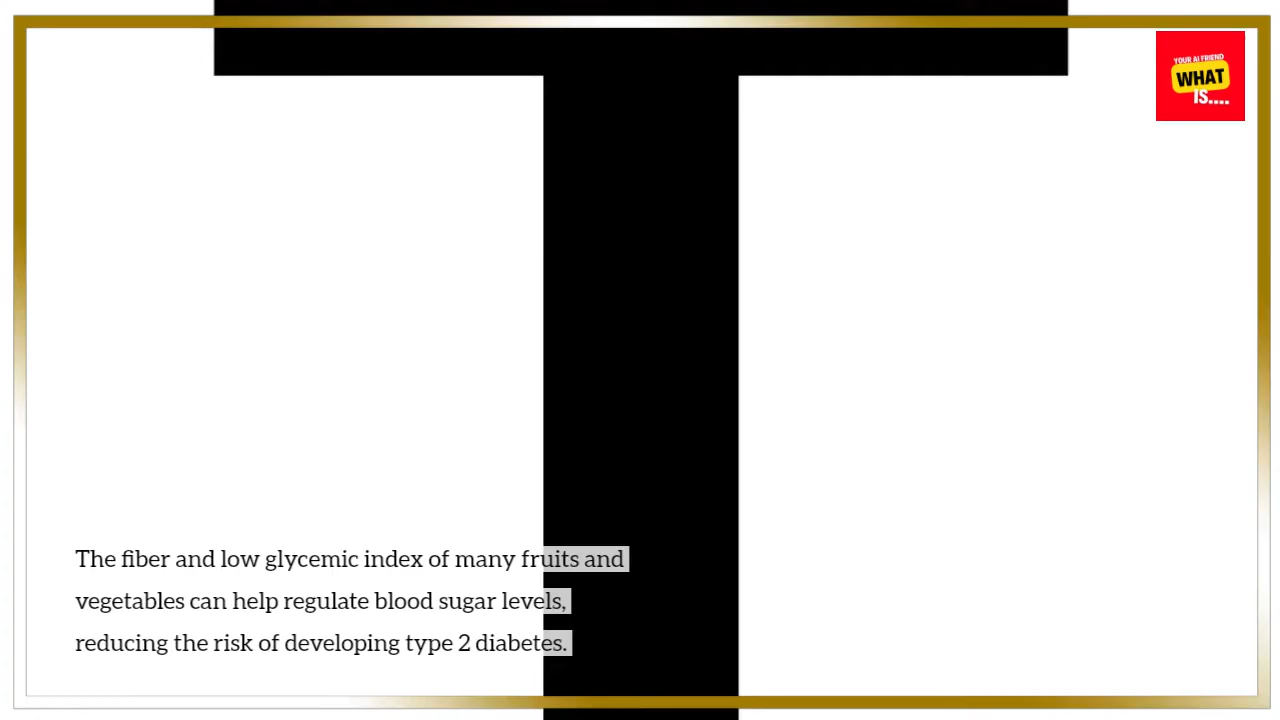 T
YOUR AI FRIEND
WHAT
IS....
The fiber and low glycemic index of many fruits and
vegetables can help regulate blood sugar levels,
reducing the risk of developing type 2 diabetes.